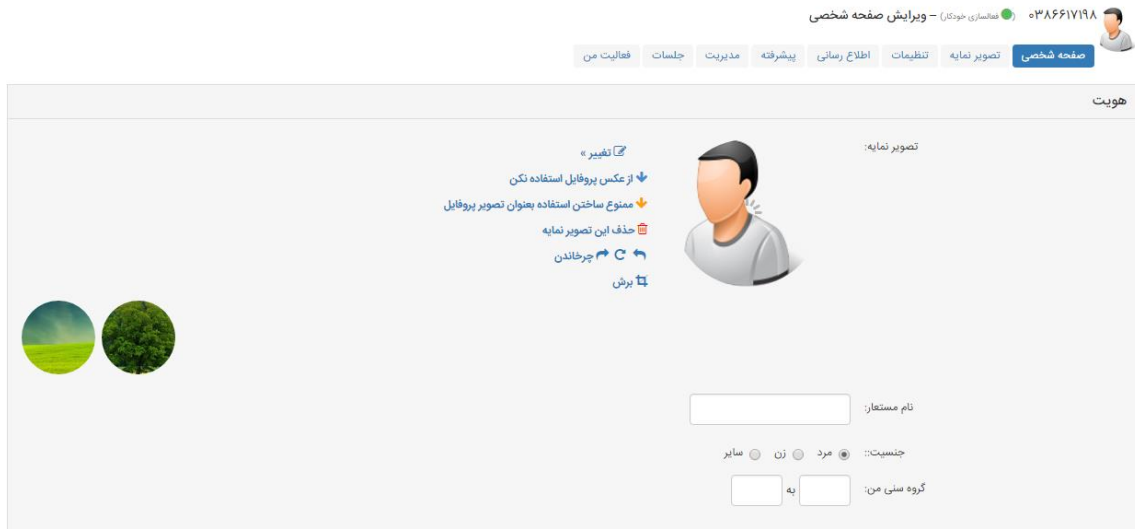 ۰۳۸۶۶۱۷۱۹۸ (فعالسازی خودکار) – ویرایش صفحه شخصی
صفحه شخصی تصویر نمایه تنظیمات اطلاع رسانی پیشرفته مدیریت جلسات فعالیت من
هویت
تصویر نمایه:
تغییر »
از عکس پروفایل استفاده نکن
ممنوع ساختن استفاده بعنوان تصویر پروفایل
حذف این تصویر نمایه
چرخاندن
برش
نام مستعار:
جنسیت:: مرد زن سایر
گروه سنی من: به